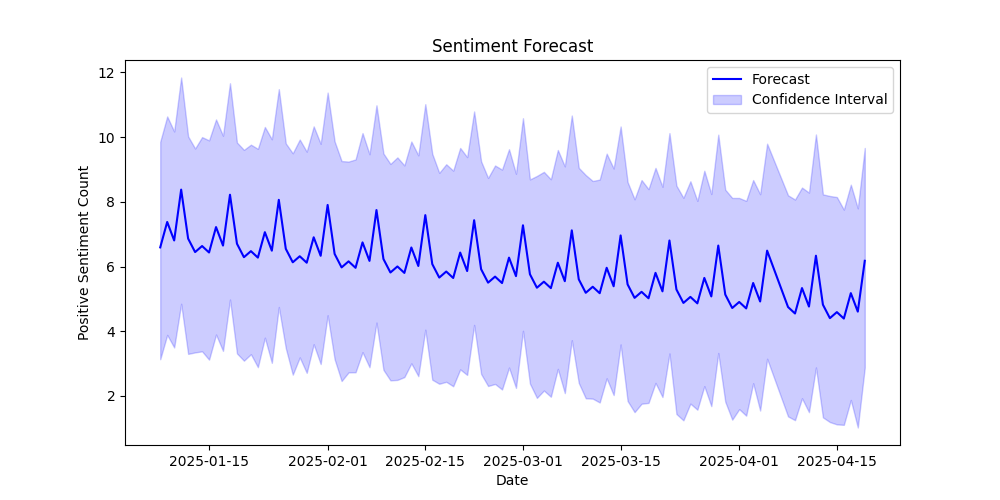 Sentiment Forecast
Forecast
Confidence Interval
Positive Sentiment Count
12
10
8
6
4
2
2025-01-15
2025-02-01
2025-02-15
2025-03-01
2025-03-15
2025-04-01
2025-04-15
Date